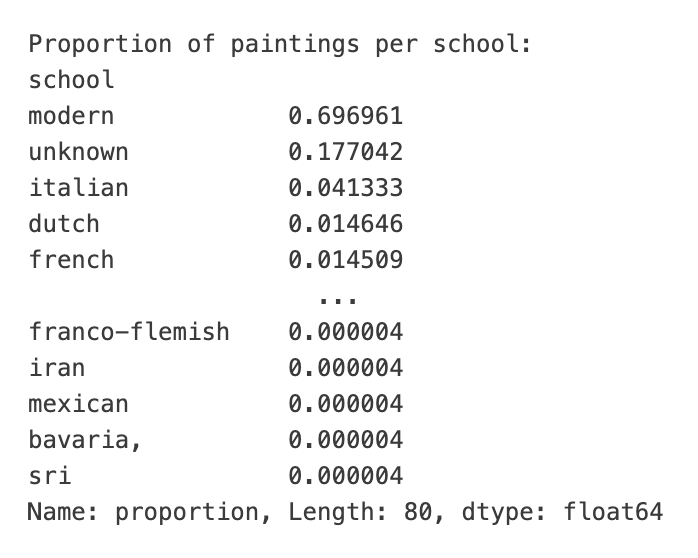 Proportion of paintings per school:
school
modern 0.696961
unknown 0.177042
italian 0.041333
dutch 0.014646
french 0.014509
...
franco-flemish 0.000004
iran 0.000004
mexican 0.000004
bavaria, 0.000004
sri 0.000004
Name: proportion, Length: 80, dtype: float64